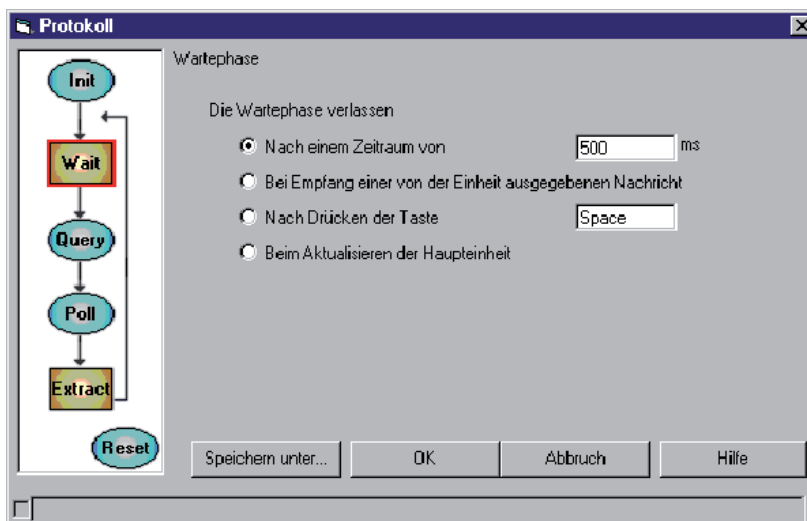 Protokoll
Init
Wait
Query
Poll
Extract
Reset
Wartephase
Die Wartephase verlassen
Nach einem Zeitraum von 500 ms
Bei Empfang einer von der Einheit ausgegebenen Nachricht
Nach Drücken der Taste Space
Beim Aktualisieren der Haupteinheit
Speichern unter... OK Abbruch Hilfe